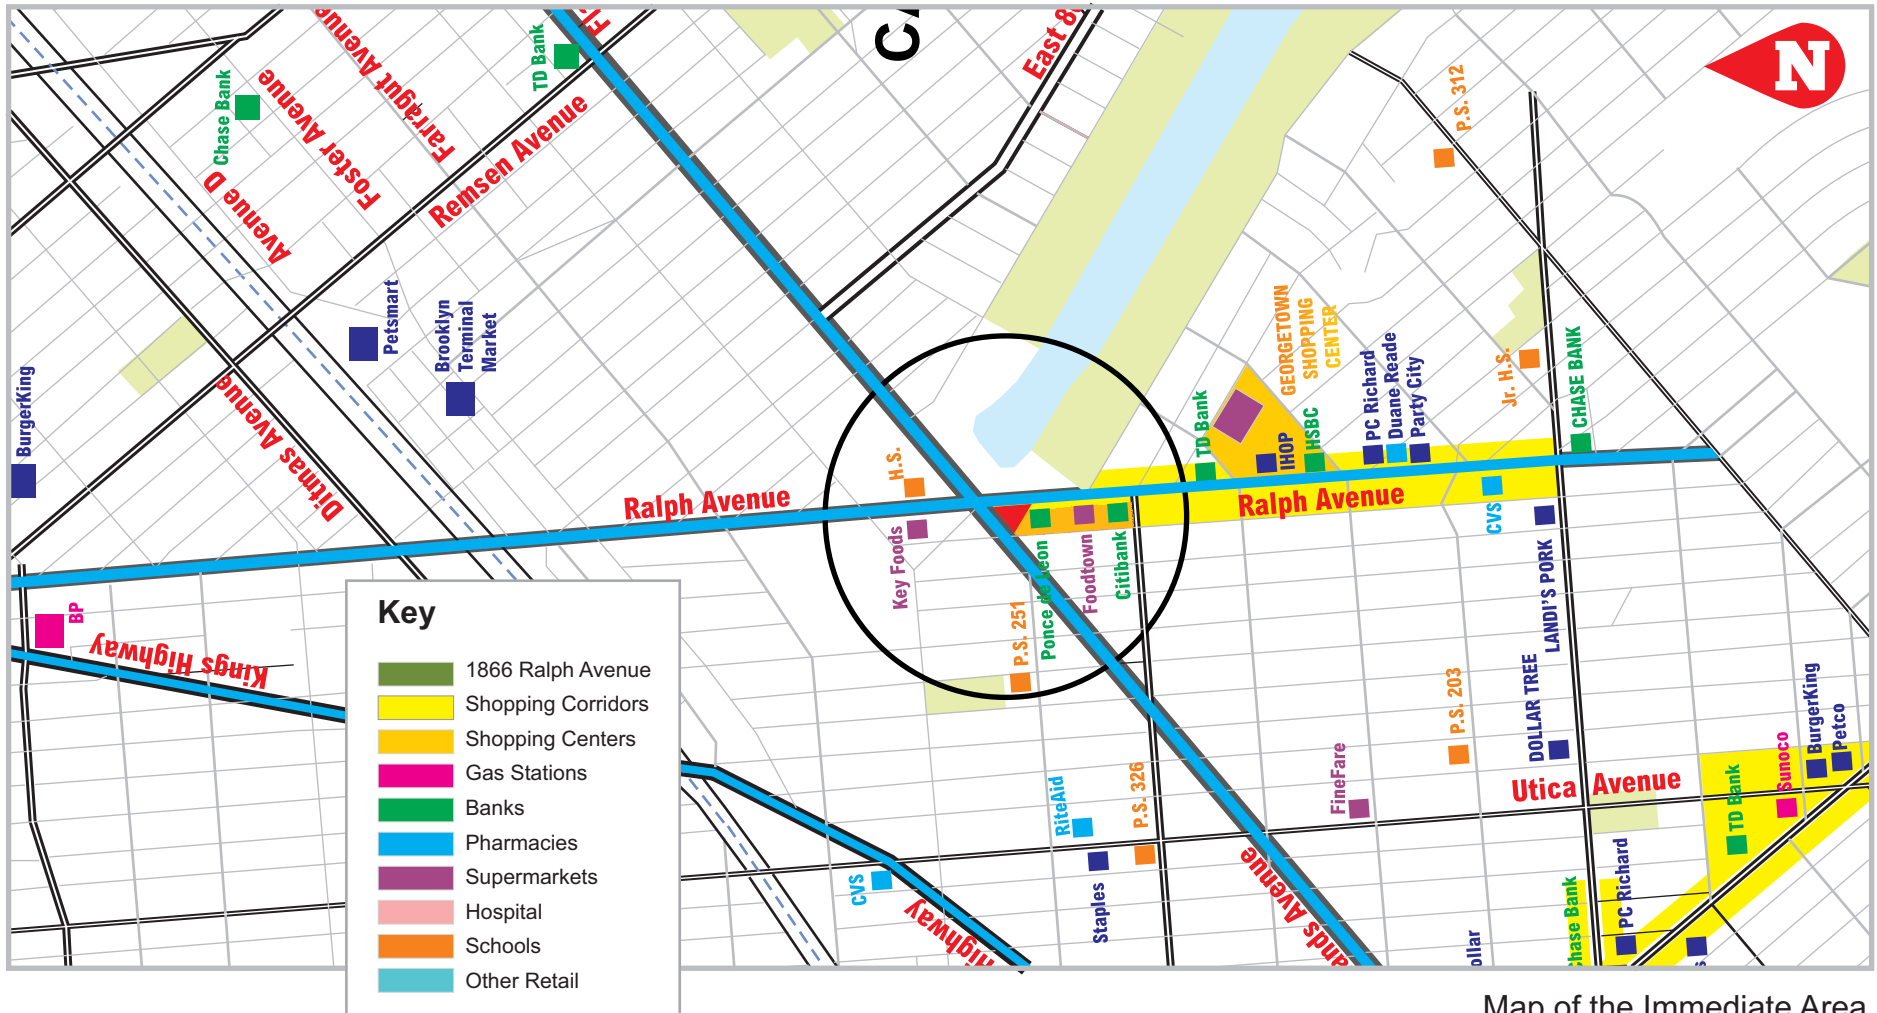 Fl
CA
East 8
N
TD Bank
Chase Bank
Farragut Avenue
Foster Avenue
Avenue D
Remsen Avenue
P.S. 312
Petsmart
Brooklyn
Terminal
Market
BurgerKing
Ditmas Avenue
GEORGETOWN
SHOPPING
CENTER
TD Bank
IHOP
HSBC
PC Richard
Duane Reade
Party City
Jr. H.S.
CHASE BANK
H.S.
Ralph Avenue
Ralph Avenue
CVS
Key Foods
Ponce de Leon
Foodtown
Citibank
LANDI'S PORK
BP
Kings Highway
P.S. 251
P.S. 203
DOLLAR TREE
BurgerKing
Petco
Sunoco
Utica Avenue
TD Bank
FineFare
RiteAid
P.S. 326
CVS
Staples
Highway
ands Avenue
ollar
Chase Bank
PC Richard
s
Key
1866 Ralph Avenue
Shopping Corridors
Shopping Centers
Gas Stations
Banks
Pharmacies
Supermarkets
Hospital
Schools
Other Retail
Map of the Immediate Area